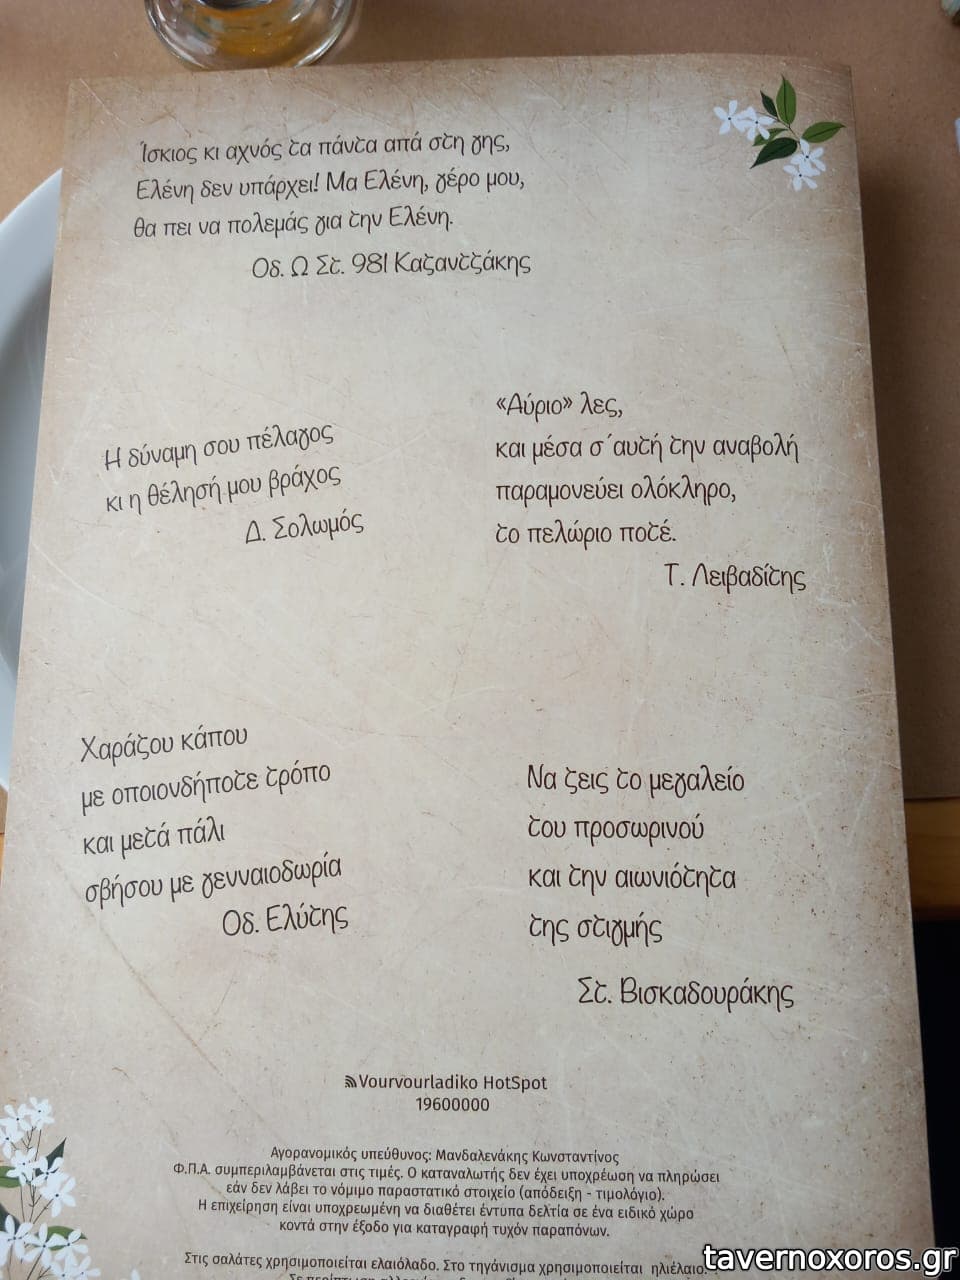 Ίσκιος κι αχνός τα πάντα απά στη γης,
Ελένη δεν υπάρχει! Μα Ελένη, γέρο μου,
θα πει να πολεμάς για την Ελένη.
Οδ. Ω Στ. 981 Καζαντζάκης
Η δύναμη σου πέλαγος
κι η θέλησή μου βράχος
Δ. Σολωμός
«Αύριο» λες,
και μέσα σ΄αυτή την αναβολή
παραμονεύει ολόκληρο,
το πελώριο ποτέ.
Τ. Λειβαδίτης
Χαράζου κάπου
με οποιονδήποτε τρόπο
και μετά πάλι
σβήσου με γενναιοδωρία
Οδ. Ελύτης
Να ζεις το μεγαλείο
του προσωρινού
και την αιωνιότητα
της στιγμής
Στ. Βισκαδουράκης
Vourvourladiko HotSpot
19600000
Αγορανομικός υπεύθυνος: Μανδαλενάκης Κωνσταντίνος
Φ.Π.Α. συμπεριλαμβάνεται στις τιμές. Ο καταναλωτής δεν έχει υποχρέωση να πληρώσει
εάν δεν λάβει το νόμιμο παραστατικό στοιχείο (απόδειξη - τιμολόγιο).
Η επιχείρηση είναι υποχρεωμένη να διαθέτει έντυπα δελτία σε ένα ειδικό χώρο
κοντά στην έξοδο για καταγραφή τυχόν παραπόνων.
Στις σαλάτες χρησιμοποιείται ελαιόλαδο. Στο τηγάνισμα χρησιμοποιείται ηλιέλαιο.
Σε περίπτωση
tavernoxoros.gr